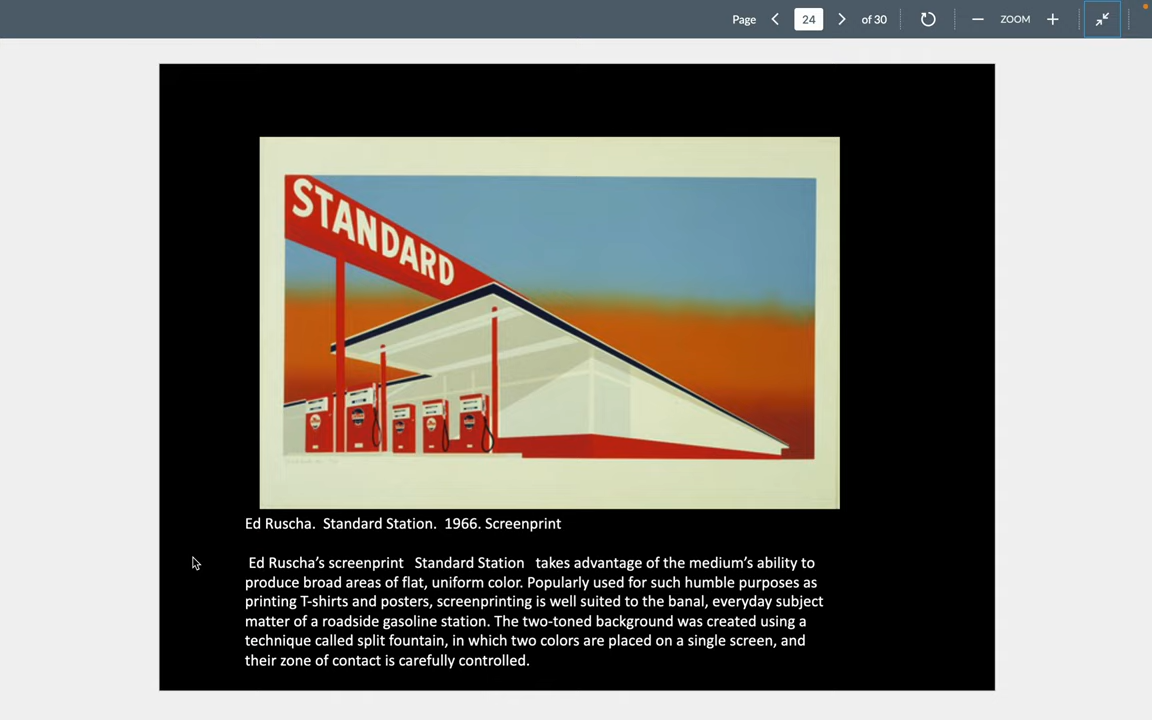 Page 24 of 30 ZOOM
STANDARD
Ed Ruscha. Standard Station. 1966. Screenprint
Ed Ruscha’s screenprint Standard Station takes advantage of the medium’s ability to
produce broad areas of flat, uniform color. Popularly used for such humble purposes as
printing T-shirts and posters, screenprinting is well suited to the banal, everyday subject
matter of a roadside gasoline station. The two-toned background was created using a
technique called split fountain, in which two colors are placed on a single screen, and
their zone of contact is carefully controlled.